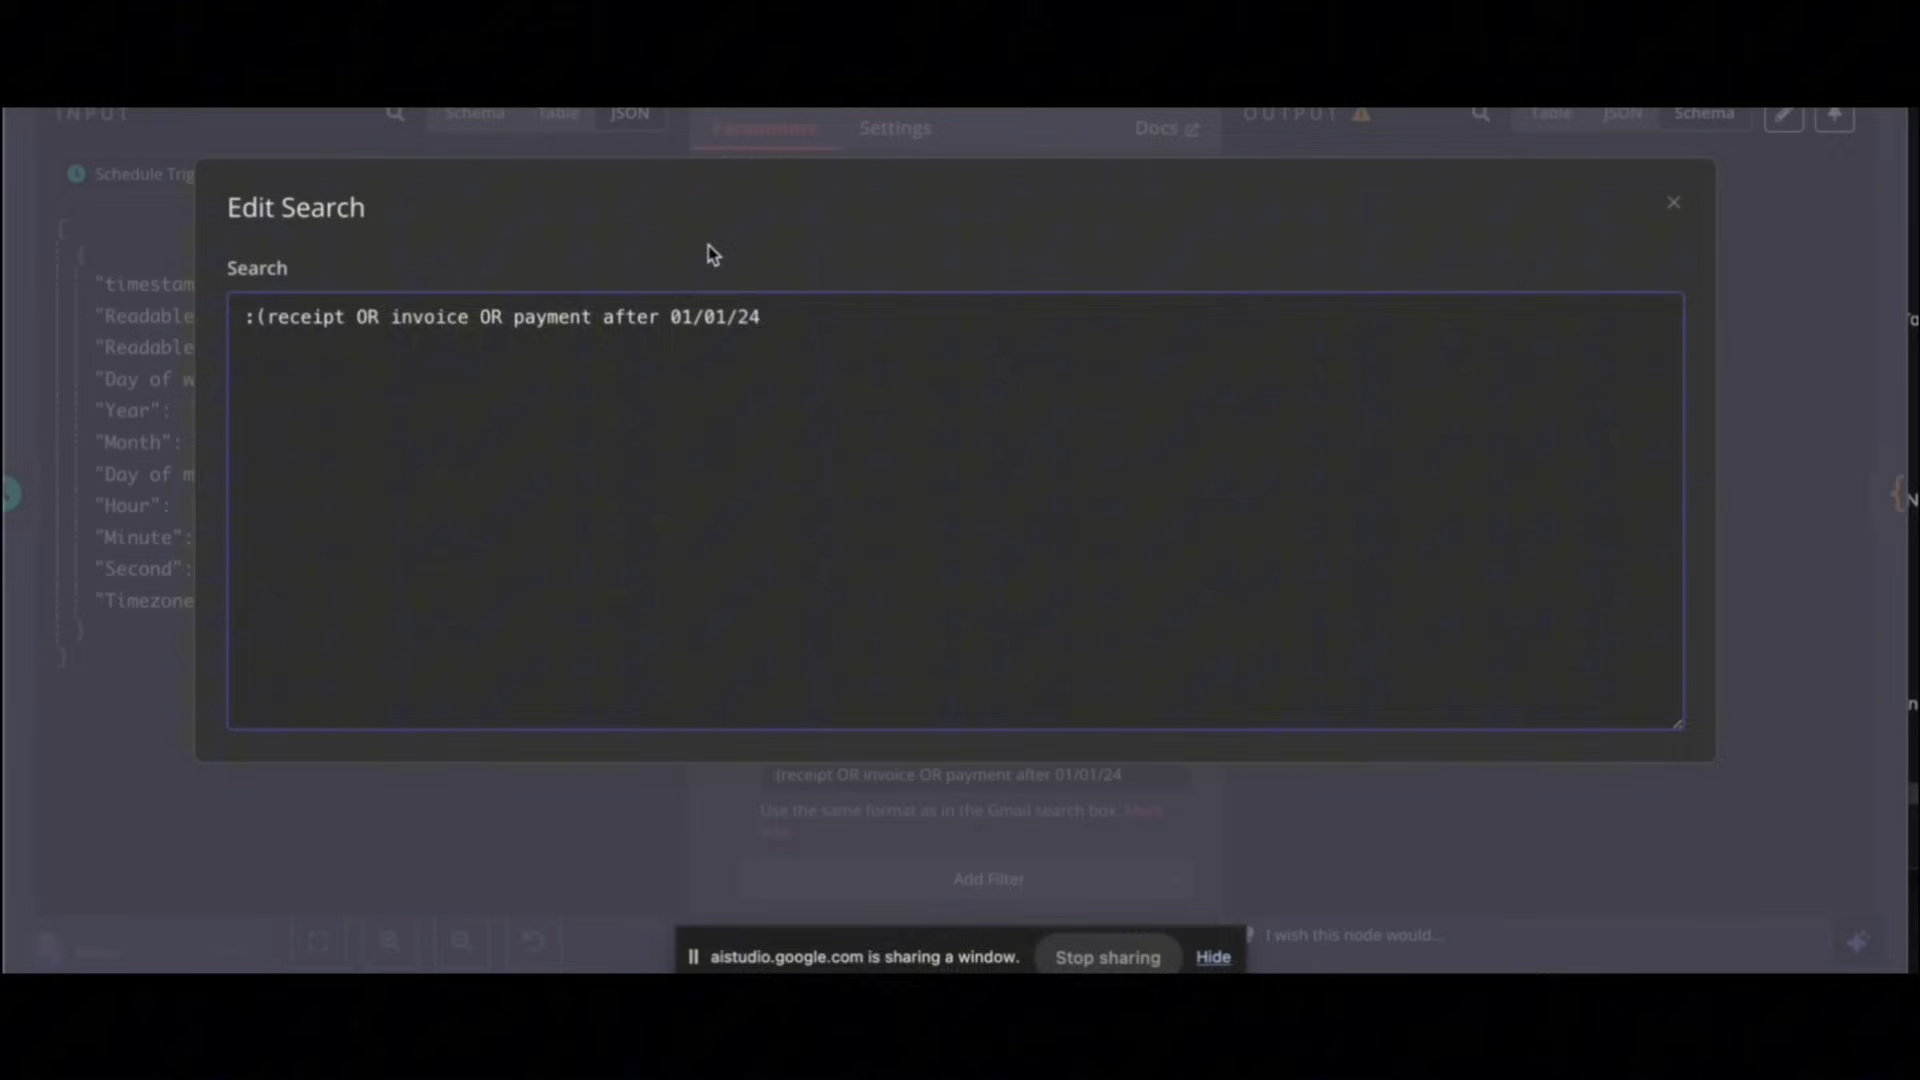 INPUT
Schema Table JSON
Parameters Settings Docs
OUTPUT
Table JSON Schema
Schedule Trig
Edit Search
Search
:(receipt OR invoice OR payment after 01/01/24
[
{
"timestam
"Readable
"Readable
"Day of w
"Year":
"Month":
"Day of m
"Hour":
"Minute":
"Second":
"Timezone
}
]
:(receipt OR invoice OR payment after 01/01/24
Use the same format as in the Gmail search box.
Add Filter
I wish this node would...
aistudio.google.com is sharing a window. Stop sharing Hide